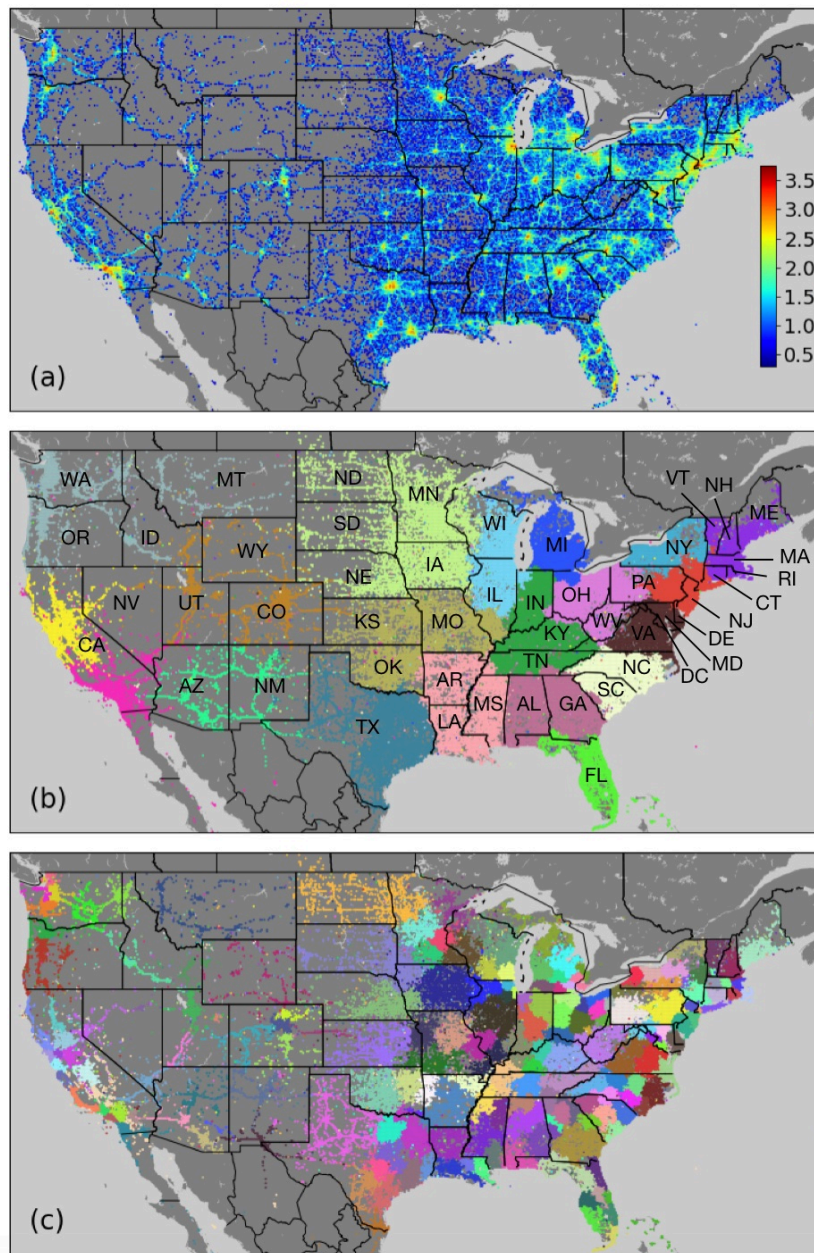 3.5
3.0
2.5
2.0
1.5
1.0
0.5
(a)
WA MT ND MN VT NH ME
OR ID SD WI MI NY MA
WY IA RI
NE PA CT
NV UT CO IL IN OH NJ
CA KS MO WV VA DE
KY MD
AZ NM OK TN NC DC
AR SC
TX LA MS AL GA
FL
(b)
(c)